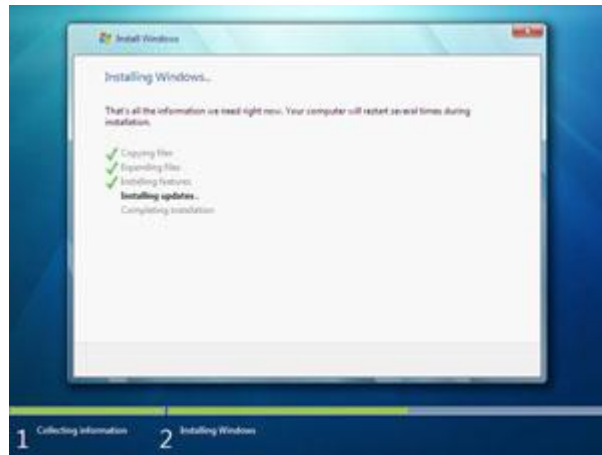 Install Windows
Installing Windows...
That's all the information we need right now. Your computer will restart several times during
installation.
Copying files
Expanding files
Installing features
Installing updates..
Completing installation
1 Collecting information
2 Installing Windows